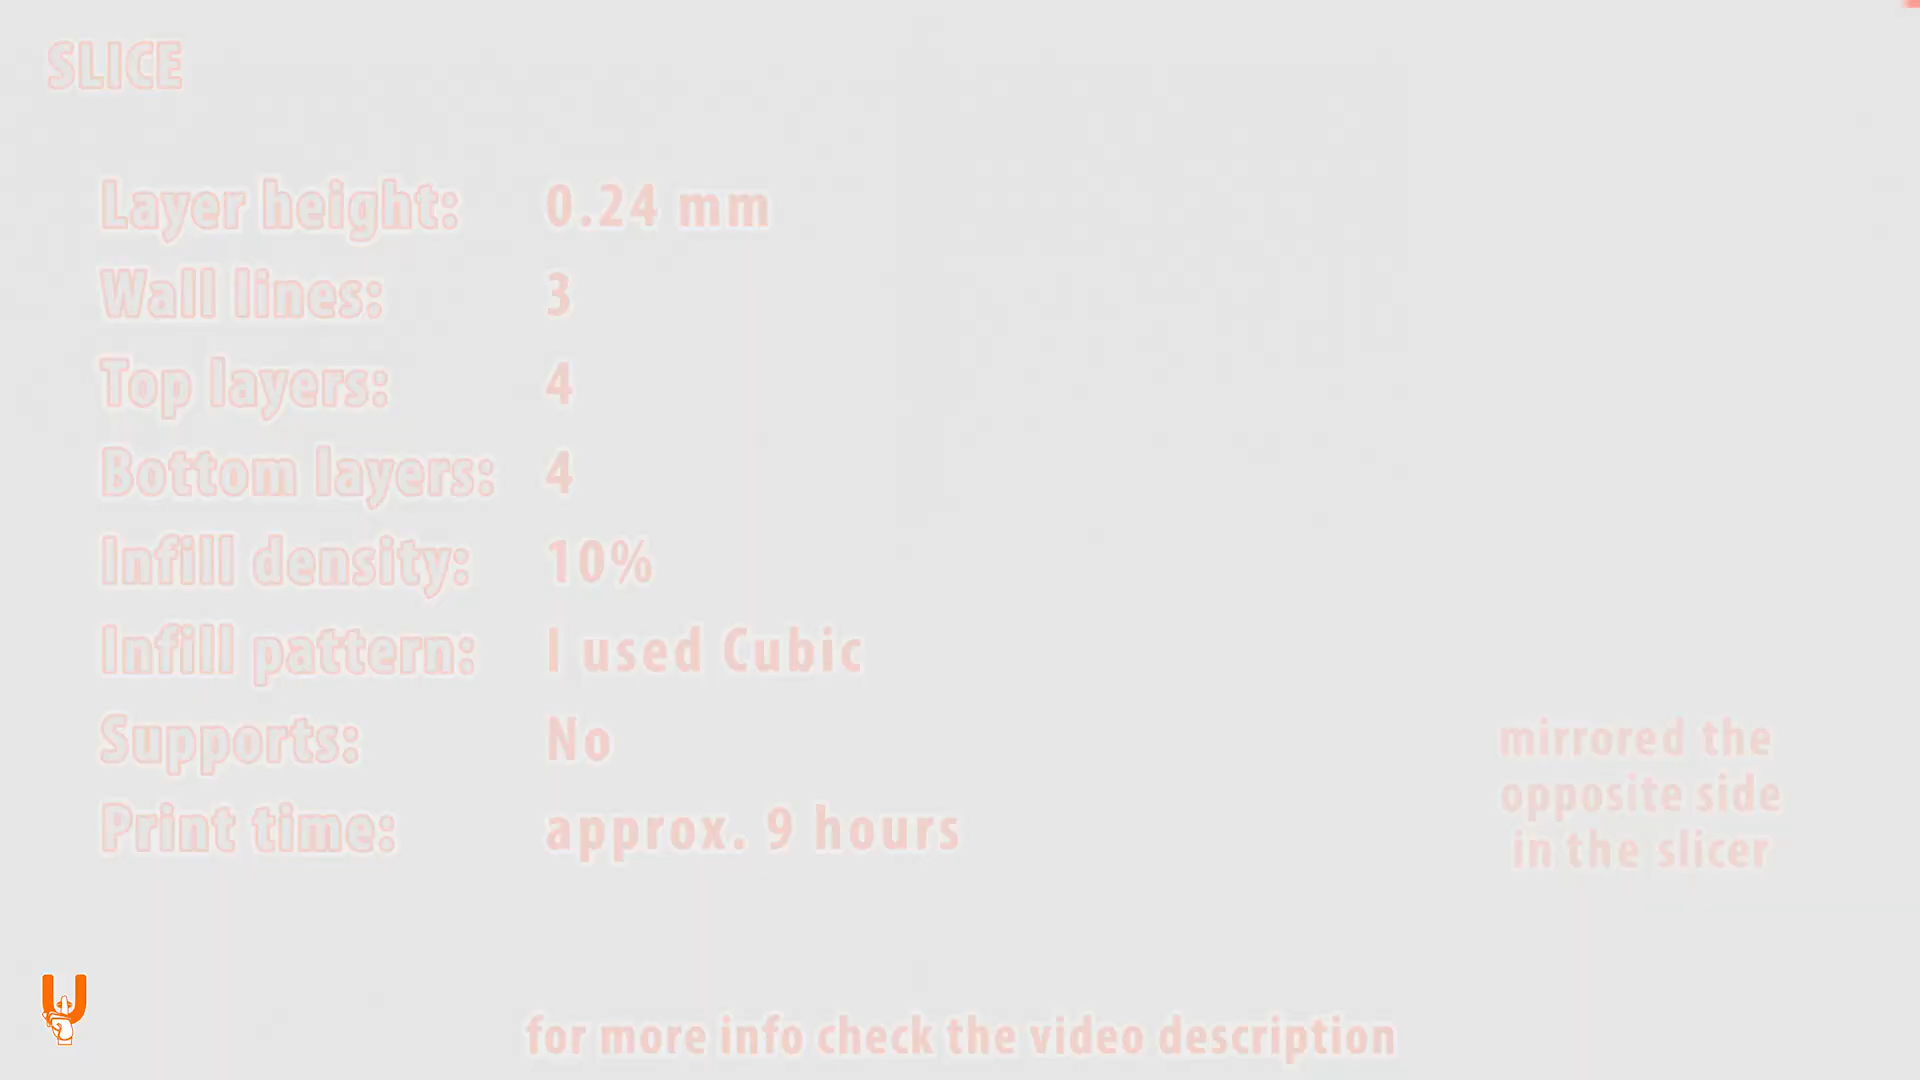 SLICE
Layer height: 0.24 mm
Wall lines: 3
Top layers: 4
Bottom layers: 4
Infill density: 10%
Infill pattern: I used Cubic
Supports: No
Print time: approx. 9 hours
mirrored the
opposite side
in the slicer
for more info check the video description